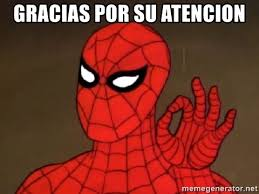 GRACIAS POR SU ATENCION
memegenerator.net